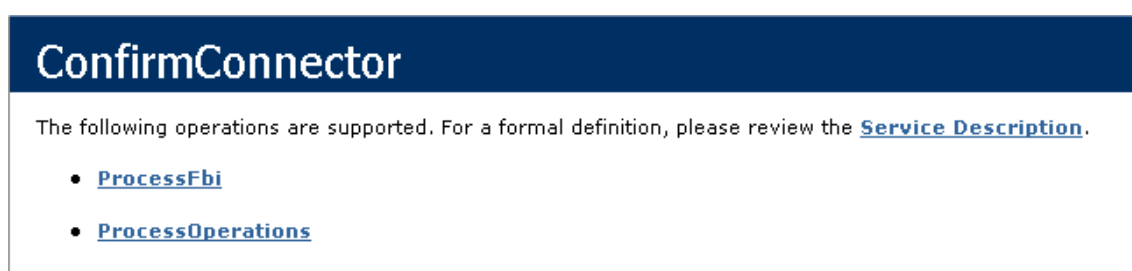 ConfirmConnector
The following operations are supported. For a formal definition, please review the Service Description.
ProcessFbi
ProcessOperations